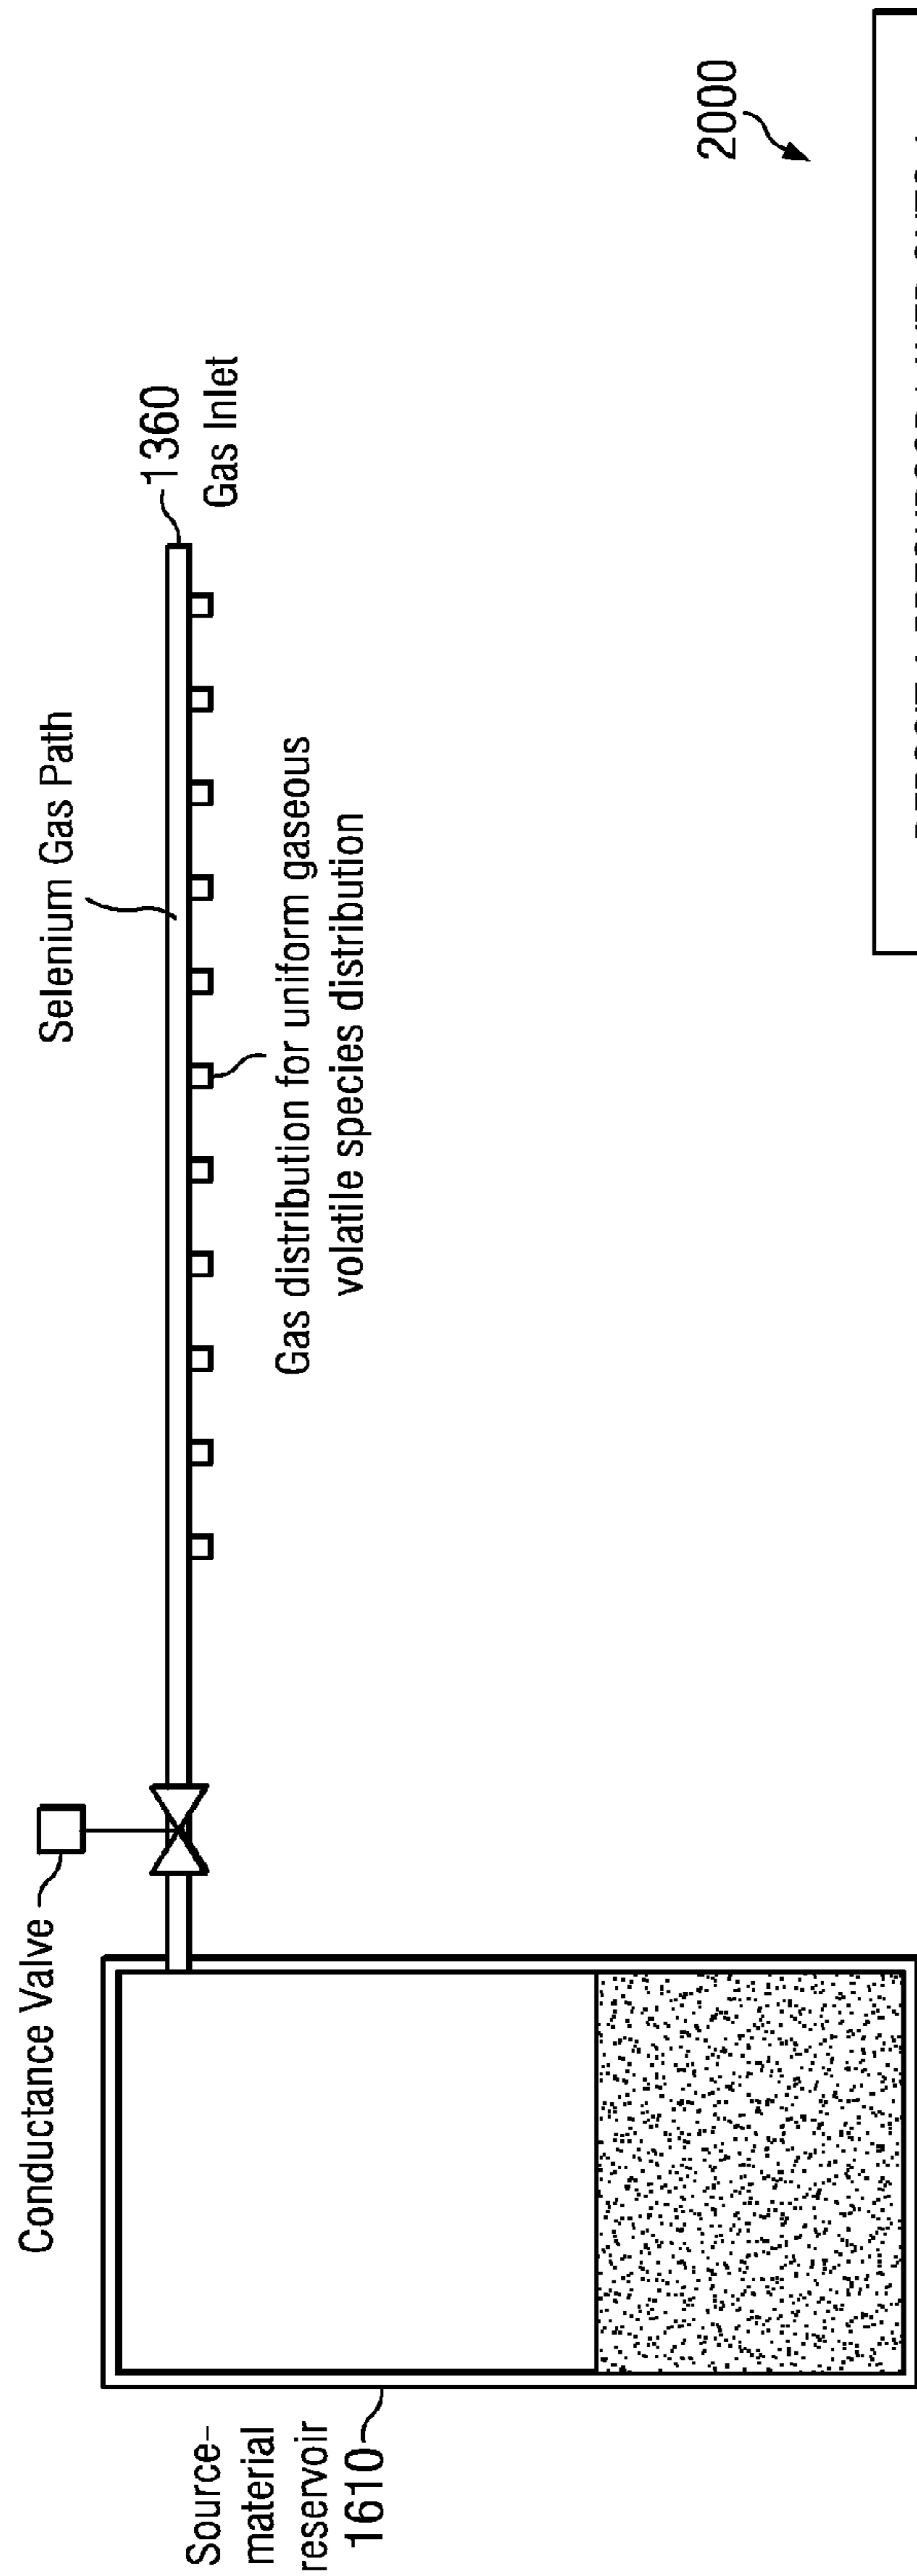 Conductance Valve
Selenium Gas Path
1360
Gas Inlet
Gas distribution for uniform gaseous
volatile species distribution
Source-
material
reservoir
1610
2000